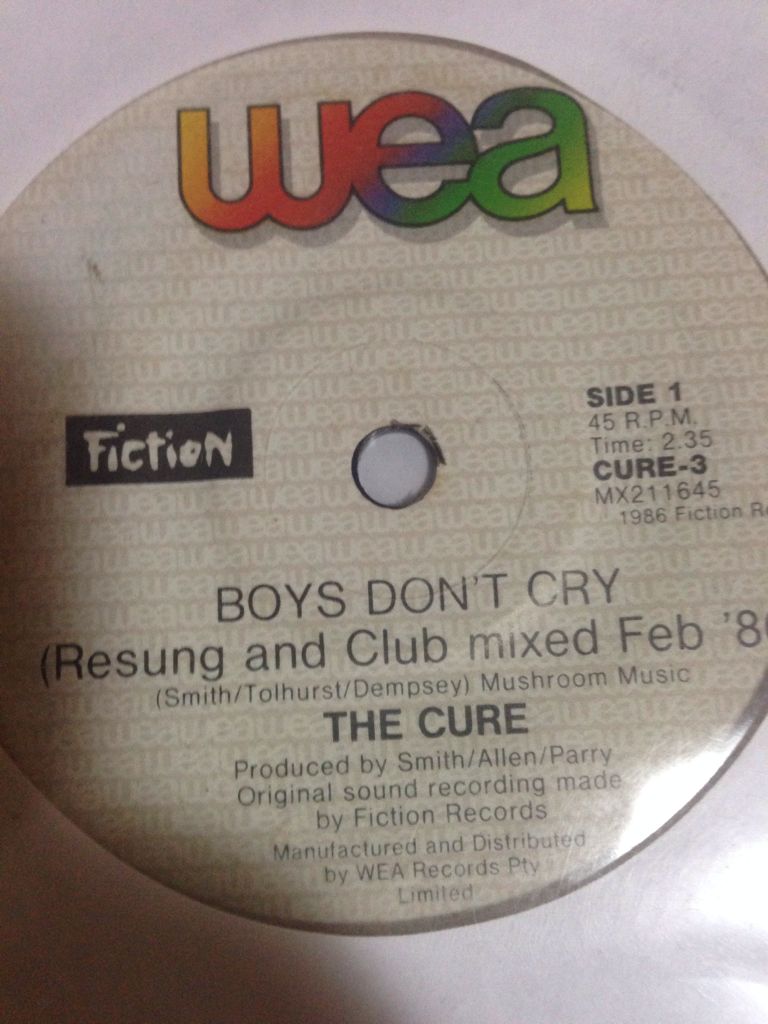 wea
Fiction
SIDE 1
45 R.P.M.
Time: 2.35
CURE-3
MX211645
1986 Fiction
BOYS DON'T CRY
(Resung and Club mixed Feb
(Smith/Tolhurst/Dempsey) Mushroom Music
THE CURE
Produced by Smith/Allen/Parry
Original sound recording made
by Fiction Records
Manufactured and Distributed
by WEA Records Pty
Limited